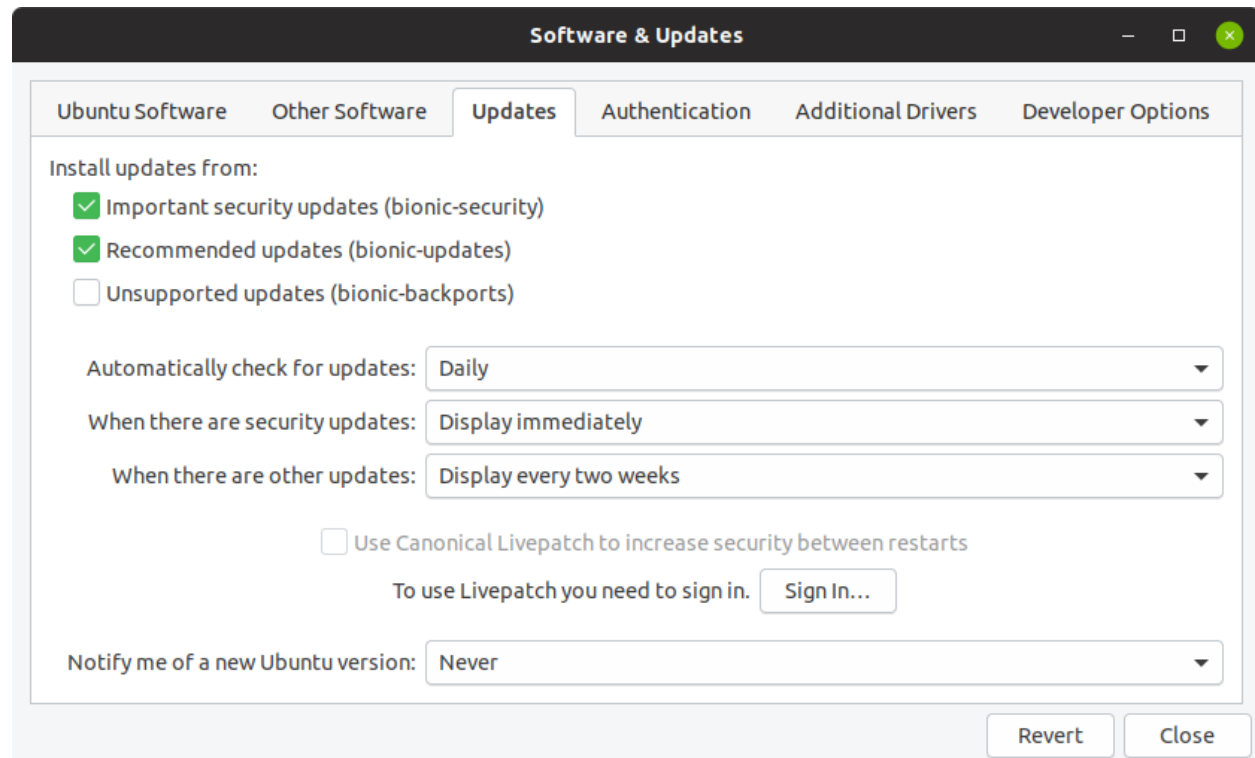 Software & Updates
Ubuntu Software Other Software Updates Authentication Additional Drivers Developer Options
Install updates from:
Important security updates (bionic-security)
Recommended updates (bionic-updates)
Unsupported updates (bionic-backports)
Automatically check for updates: Daily
When there are security updates: Display immediately
When there are other updates: Display every two weeks
Use Canonical Livepatch to increase security between restarts
To use Livepatch you need to sign in. Sign In...
Notify me of a new Ubuntu version: Never
Revert Close